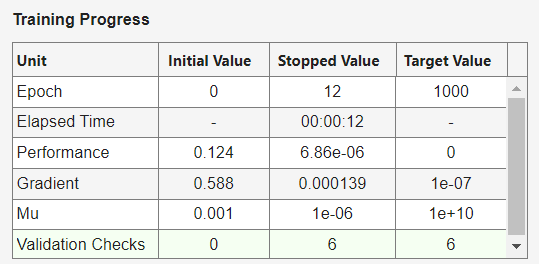 Training Progress
Unit Initial Value Stopped Value Target Value
Epoch 0 12 1000
Elapsed Time - 00:00:12 -
Performance 0.124 6.86e-06 0
Gradient 0.588 0.000139 1e-07
Mu 0.001 1e-06 1e+10
Validation Checks 0 6 6